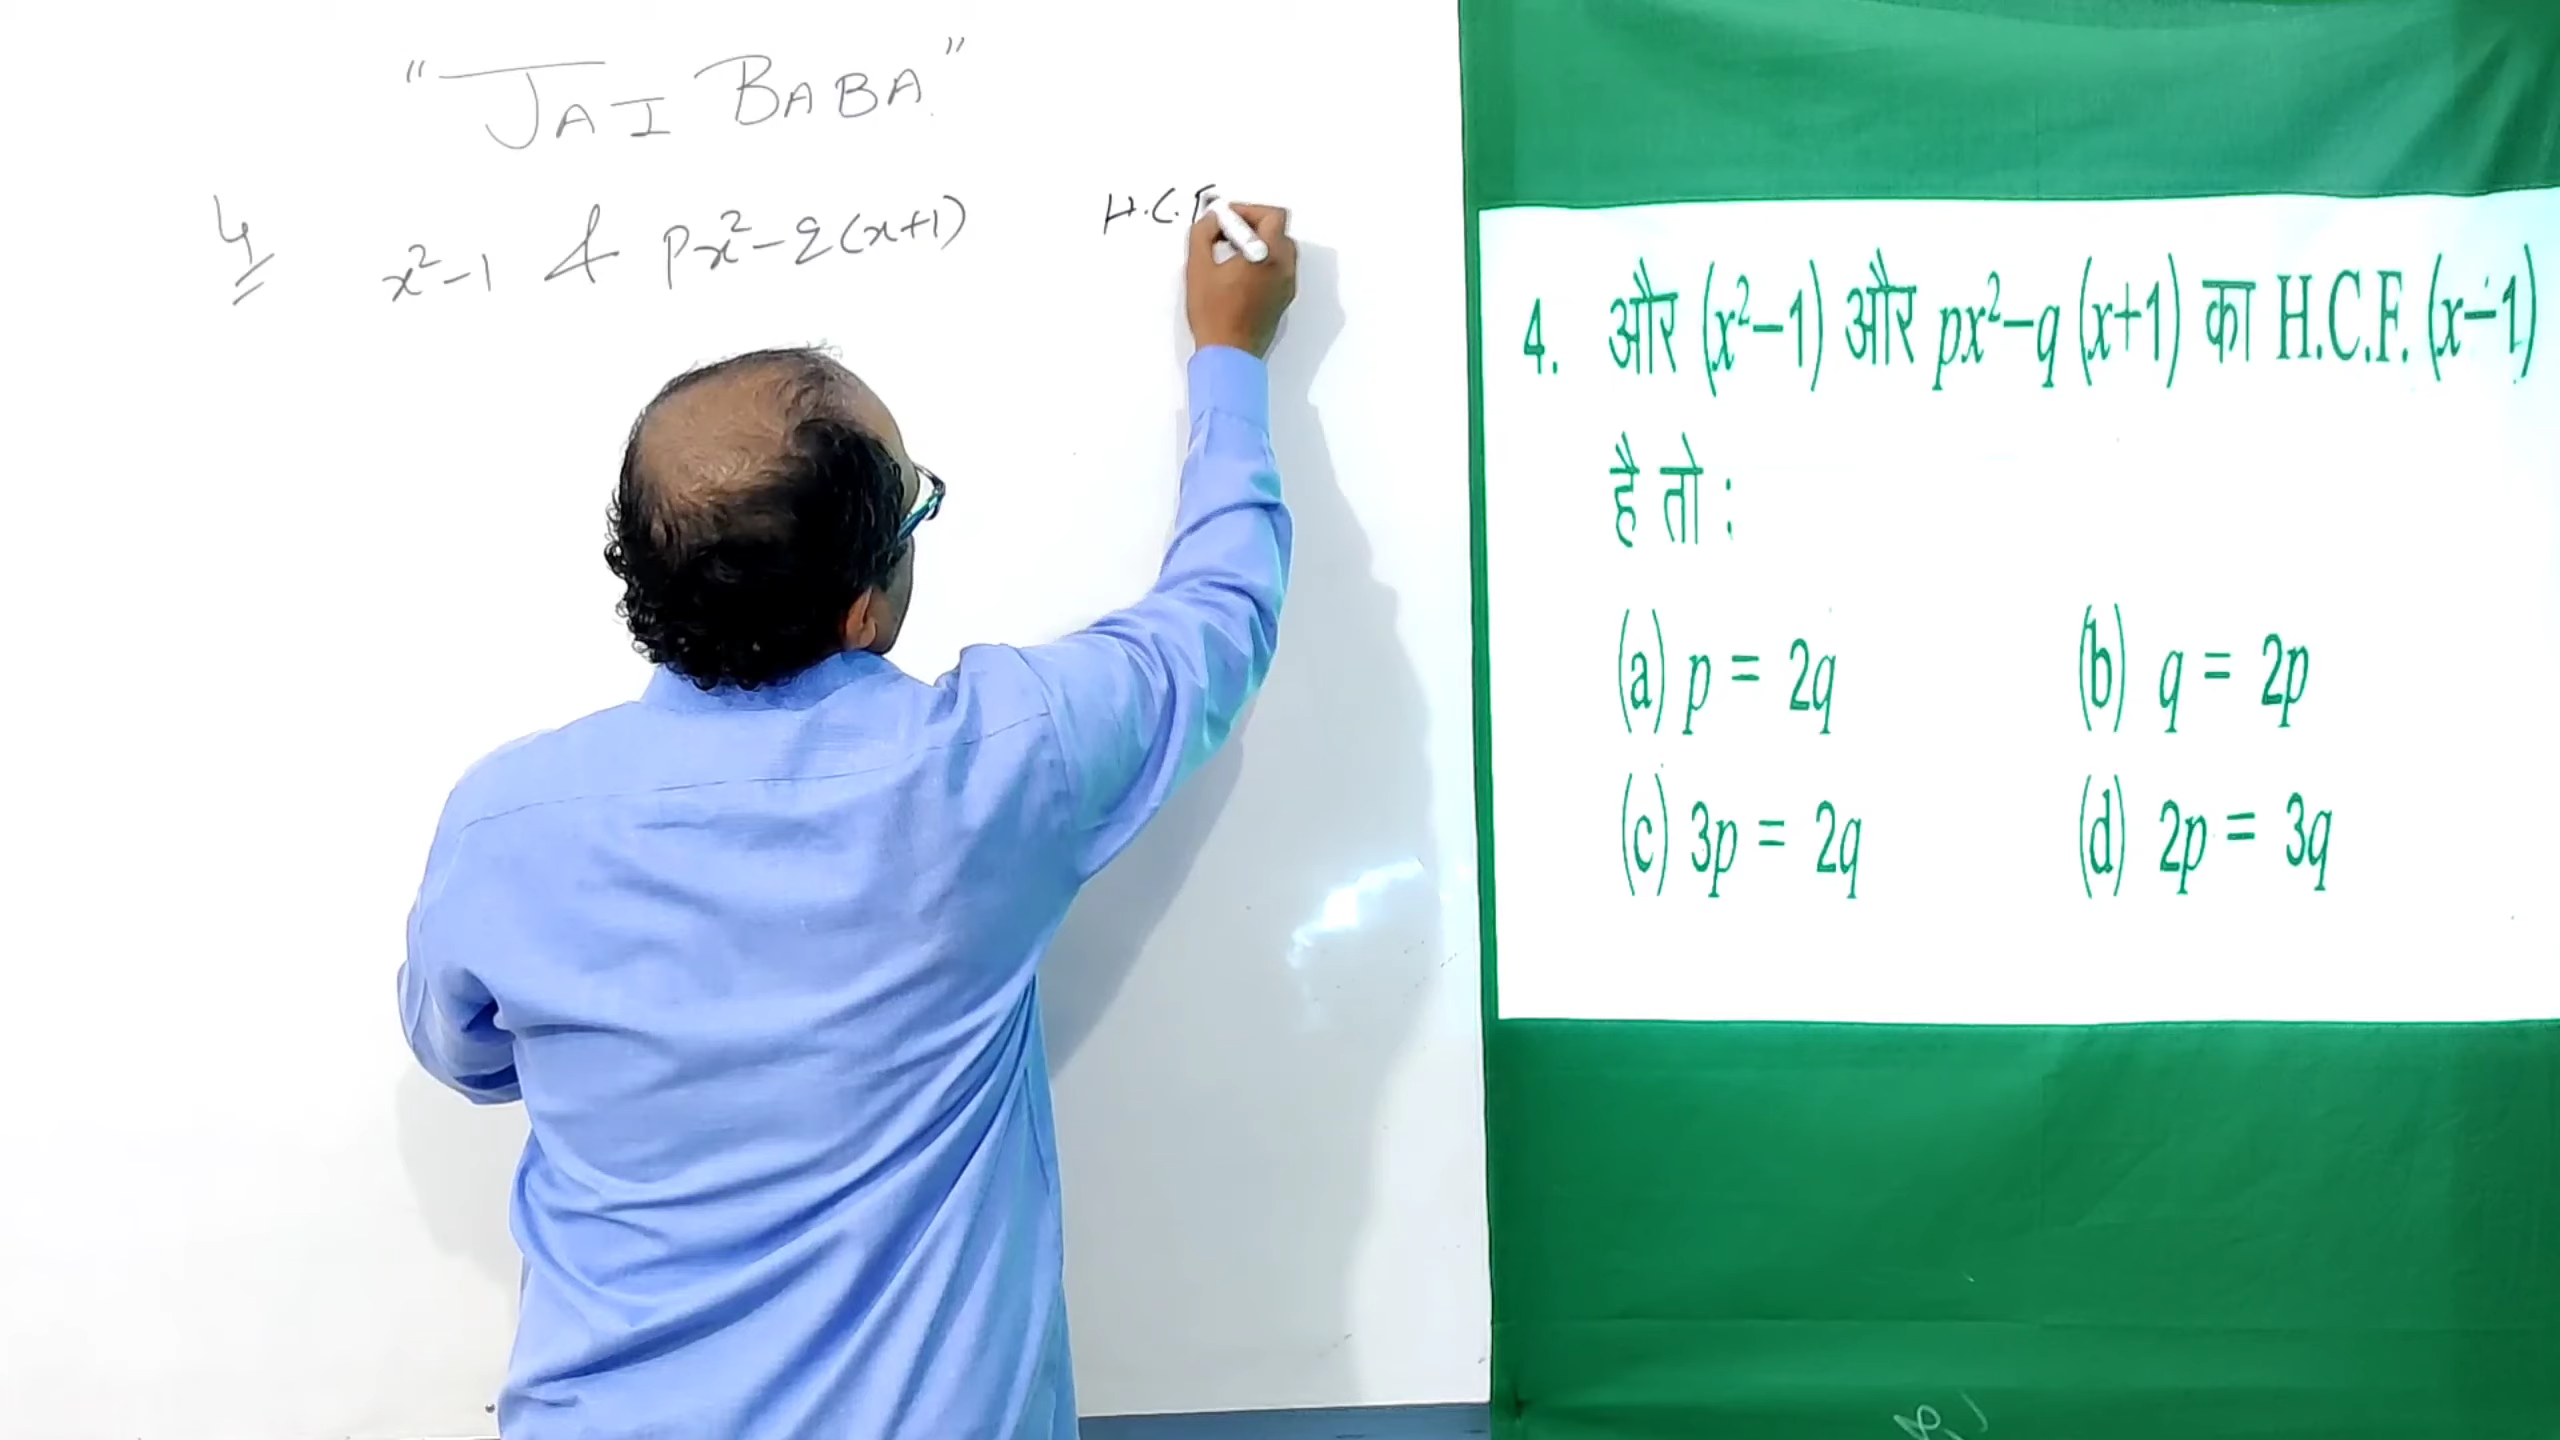 "JAI BABA"
4 x²-1 & px²-q(x+1) H.C.F
4. और (x²−1) और px²−q (x+1) का H.C.F. (x−1)
है तो :
(a) p = 2q (b) q = 2p
(c) 3p = 2q (d) 2p = 3q